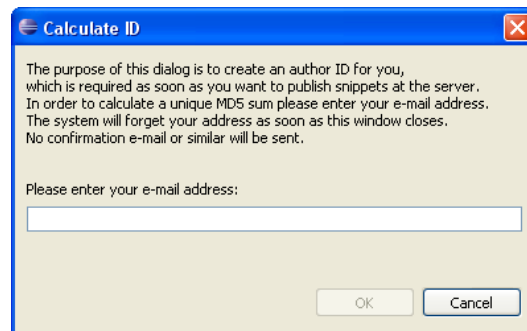 Calculate ID
The purpose of this dialog is to create an author ID for you,
which is required as soon as you want to publish snippets at the server.
In order to calculate a unique MD5 sum please enter your e-mail address.
The system will forget your address as soon as this window closes.
No confirmation e-mail or similar will be sent.
Please enter your e-mail address:
OK Cancel